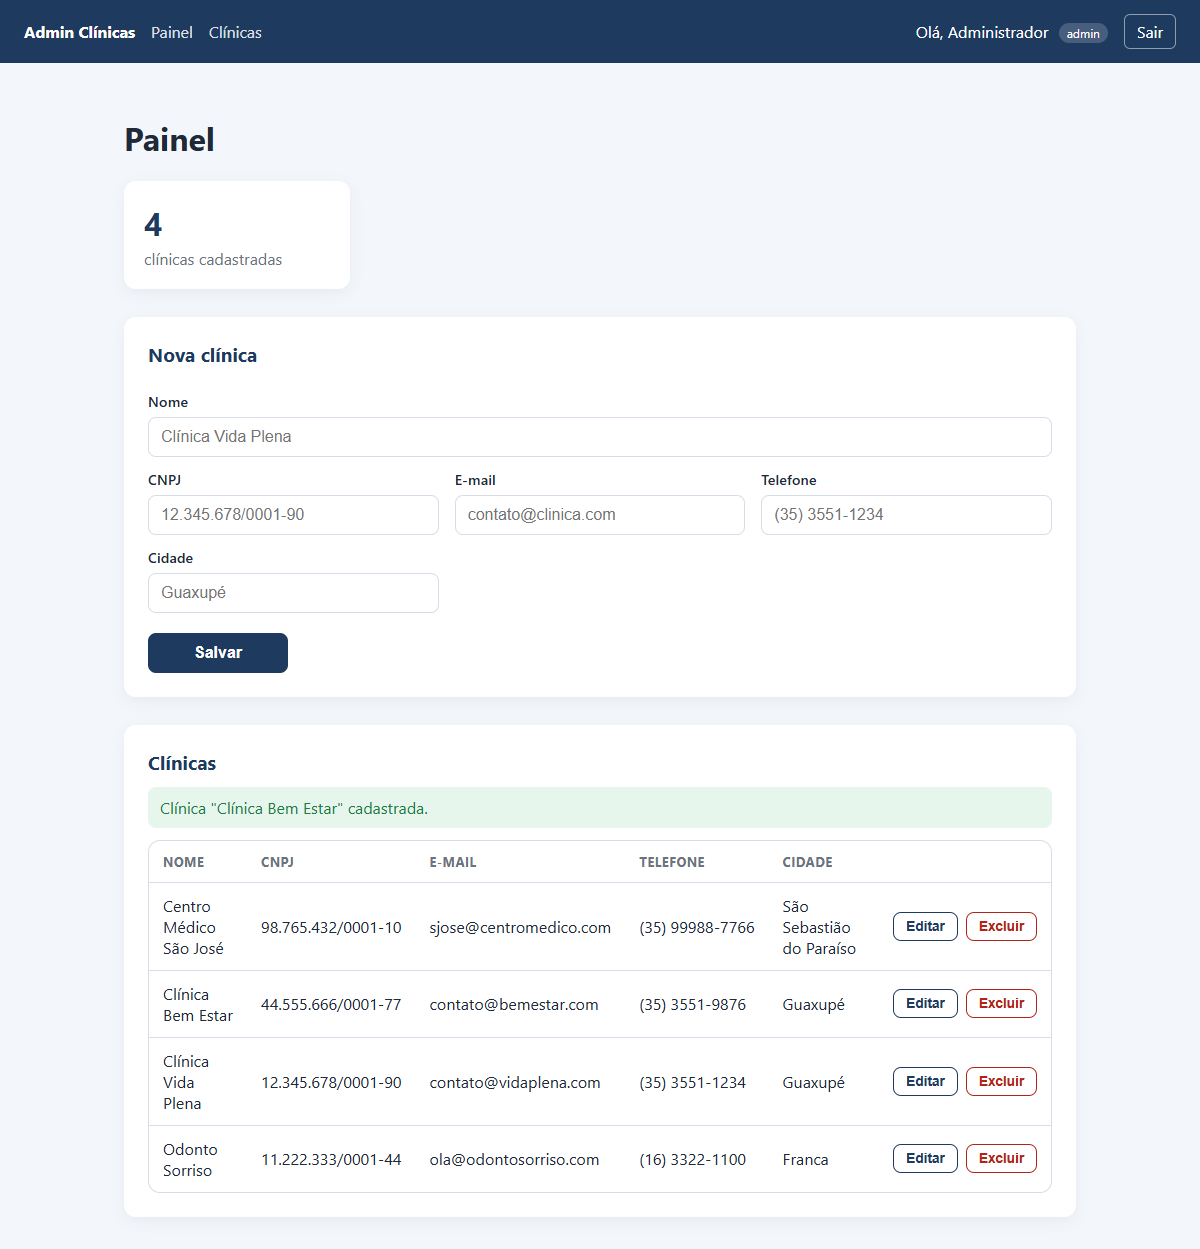 Admin Clínicas Painel Clínicas Olá, Administrador admin Sair
Painel
4
clínicas cadastradas
Nova clínica
Nome
Clínica Vida Plena
CNPJ E-mail Telefone
12.345.678/0001-90 contato@clinica.com (35) 3551-1234
Cidade
Guaxupé
Salvar
Clínicas
Clínica "Clínica Bem Estar" cadastrada.
NOME CNPJ E-MAIL TELEFONE CIDADE
Centro
Médico
São José
98.765.432/0001-10 sjose@centromedico.com (35) 99988-7766
São
Sebastião
do Paraíso
Editar Excluir
Clínica
Bem Estar
44.555.666/0001-77 contato@bemestar.com (35) 3551-9876 Guaxupé Editar Excluir
Clínica
Vida
Plena
12.345.678/0001-90 contato@vidaplena.com (35) 3551-1234 Guaxupé Editar Excluir
Odonto
Sorriso
11.222.333/0001-44 ola@odontosorriso.com (16) 3322-1100 Franca Editar Excluir